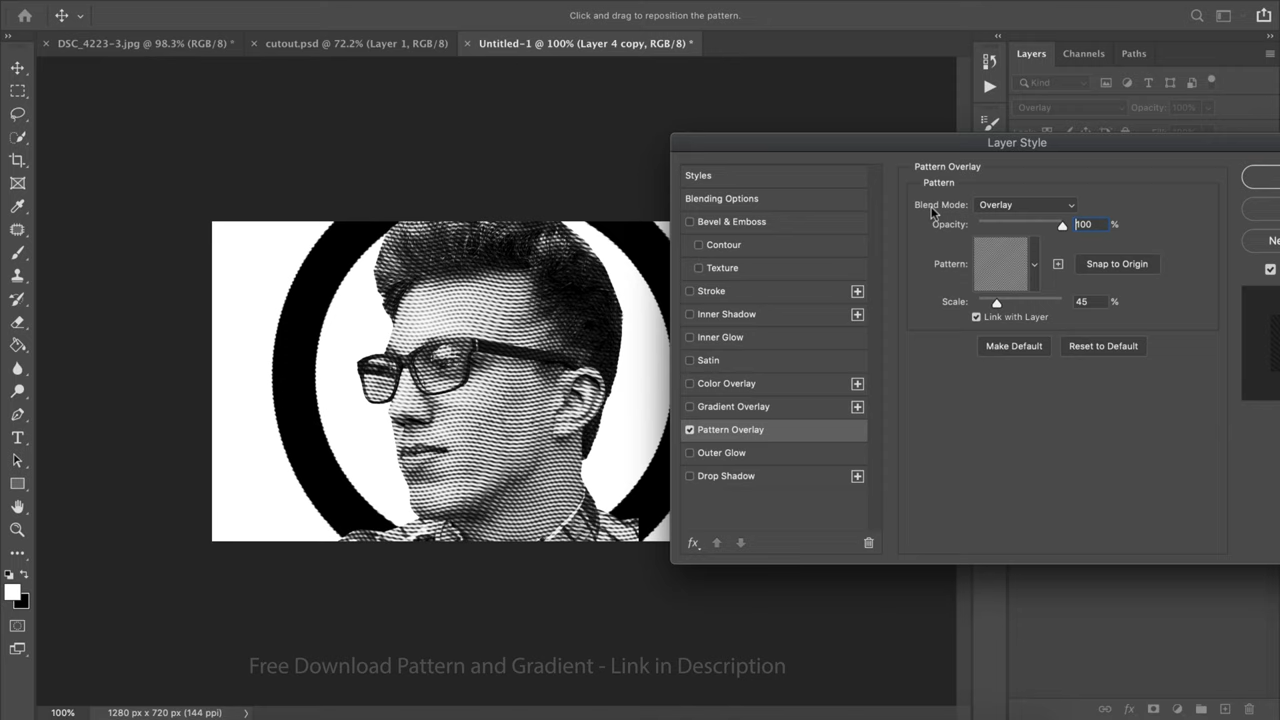 Click and drag to reposition the pattern.
DSC_4223-3.jpg @ 98.3% (RGB/8) *
cutout.psd @ 72.2% (Layer 1, RGB/8)
Untitled-1 @ 100% (Layer 4 copy, RGB/8) *
Layers
Channels
Paths
Kind
Overlay
Opacity: 100%
Layer Style
Styles
Blending Options
Bevel & Emboss
Contour
Texture
Stroke
Inner Shadow
Inner Glow
Satin
Color Overlay
Gradient Overlay
Pattern Overlay
Outer Glow
Drop Shadow
fx
Pattern Overlay
Pattern
Blend Mode: Overlay
Opacity: 100 %
Pattern:
Snap to Origin
Scale: 45 %
Link with Layer
Make Default
Reset to Default
Ne
Free Download Pattern and Gradient - Link in Description
100%
1280 px x 720 px (144 ppi)
fx